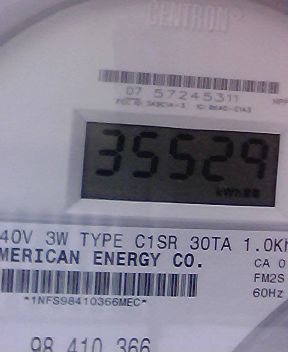 CENTRON®
07 57245311
35529
kWh
40V 3W TYPE C1SR 30TA 1.0Kh
MERICAN ENERGY CO.
CA 0
FM2S
60Hz
*1NFS98410366MEC*
98 410 366